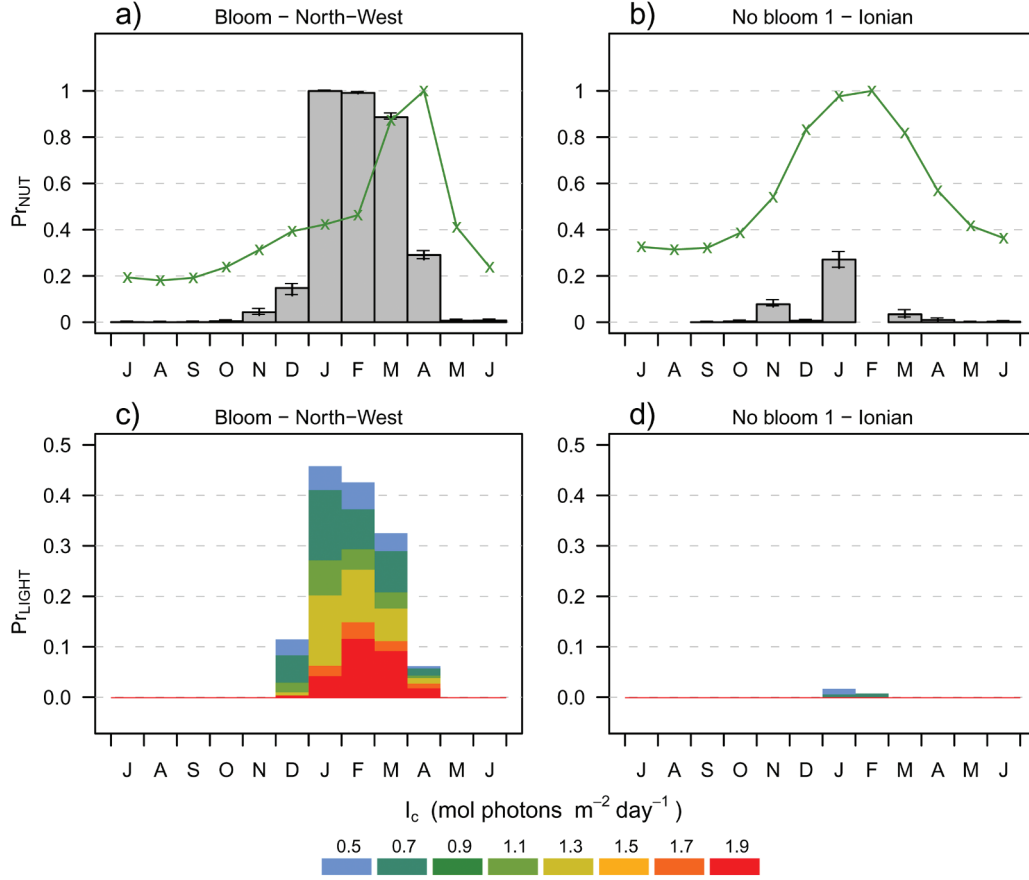 a) Bloom − North−West
b) No bloom 1 − Ionian
Pr_NUT
1
0.8
0.6
0.4
0.2
0
J A S O N D J F M A M J
1
0.8
0.6
0.4
0.2
0
J A S O N D J F M A M J
c) Bloom − North−West
d) No bloom 1 − Ionian
Pr_LIGHT
0.5
0.4
0.3
0.2
0.1
0.0
J A S O N D J F M A M J
0.5
0.4
0.3
0.2
0.1
0.0
J A S O N D J F M A M J
I_c (mol photons m⁻² day⁻¹)
0.5 0.7 0.9 1.1 1.3 1.5 1.7 1.9